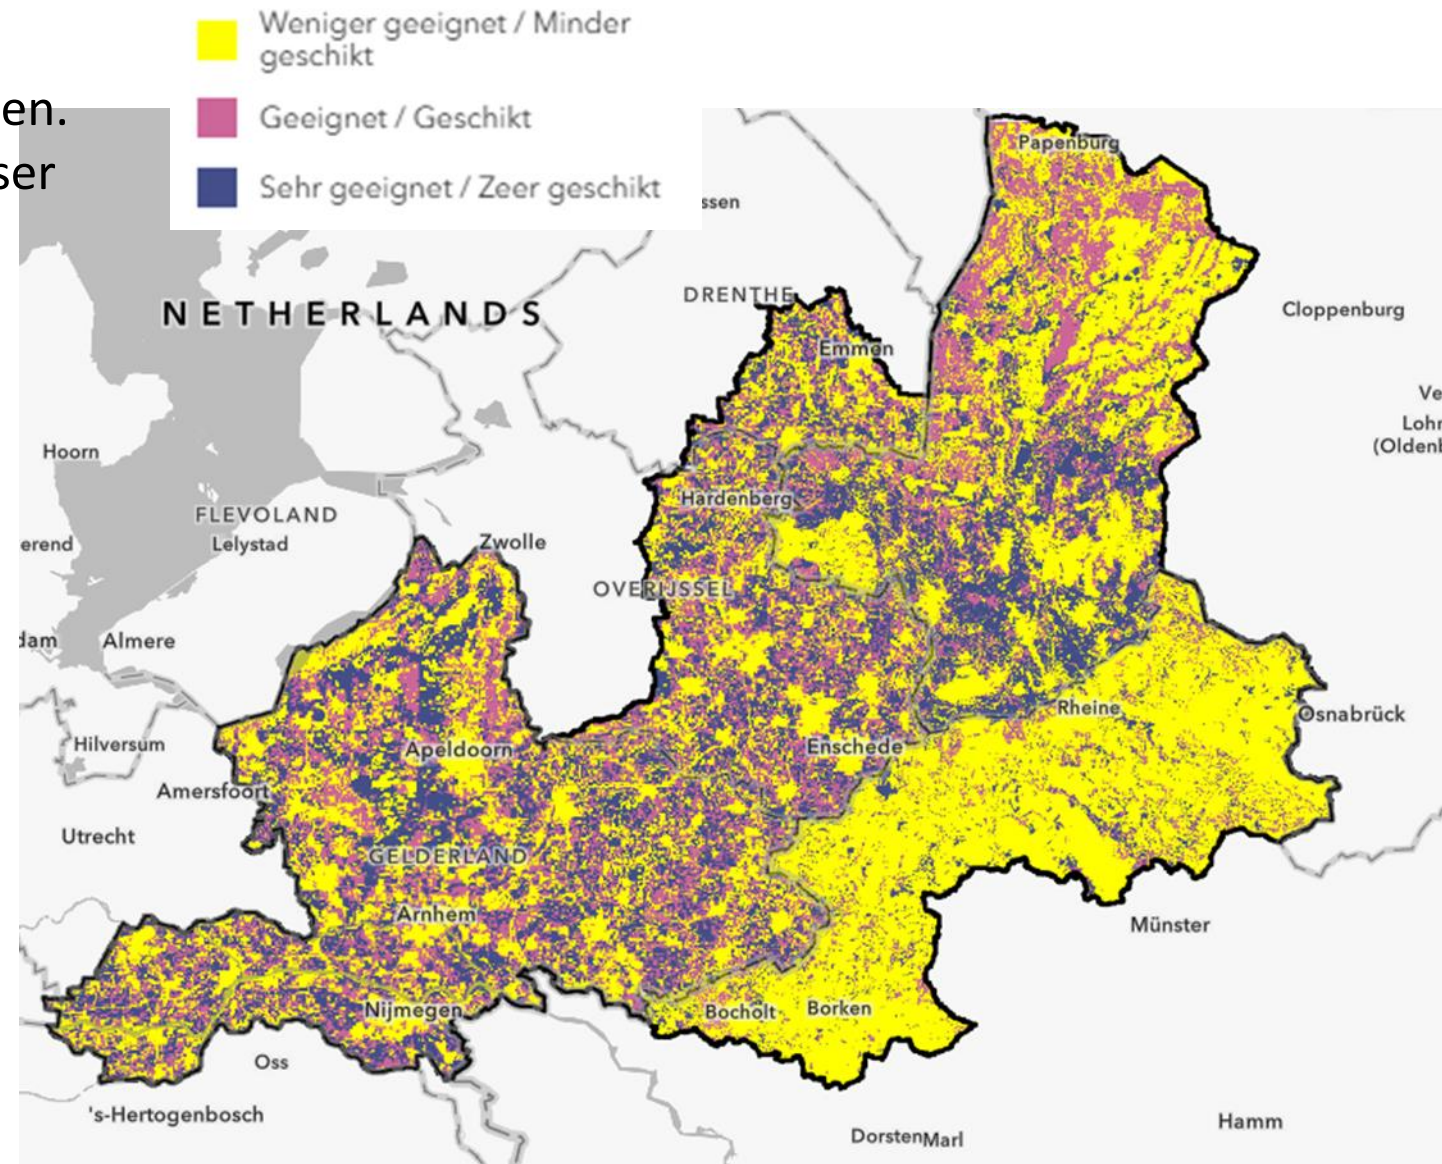 Weniger geeignet / Minder
geschikt
en.
Geeignet / Geschikt
ser
Sehr geeignet / Zeer geschikt
Papenburg
ssen
DRENTHE
NETHERLANDS
Cloppenburg
Emmen
Ve
Lohn
(Oldenb
Hoorn
Hardenberg
FLEVOLAND
erend
Lelystad
Zwolle
OVERIJSSEL
dam
Almere
Rheine
Osnabrück
Hilversum
Apeldoorn
Enschede
Amersfoort
Utrecht
GELDERLAND
Arnhem
Münster
Nijmegen
Bocholt
Borken
Oss
's-Hertogenbosch
Hamm
Dorsten
Marl